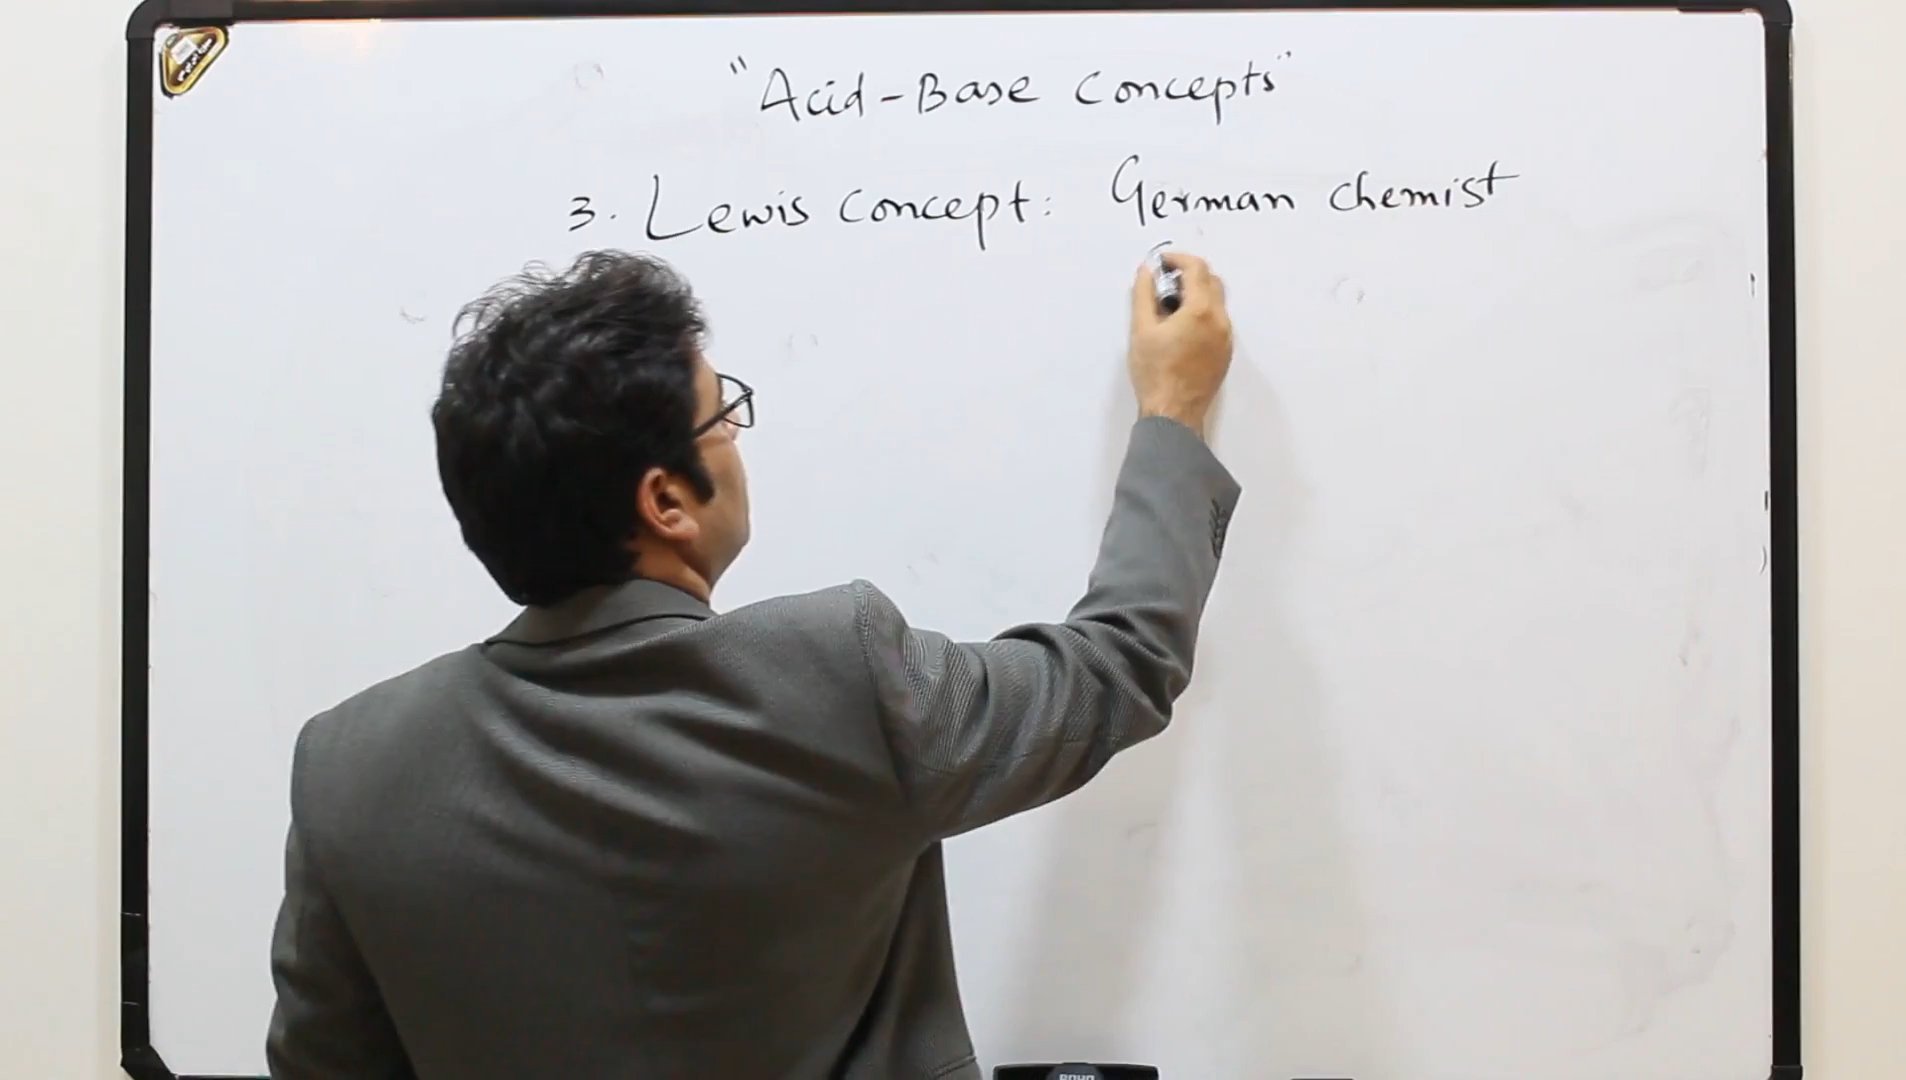 "Acid-Base Concepts"
3. Lewis Concept: German chemist